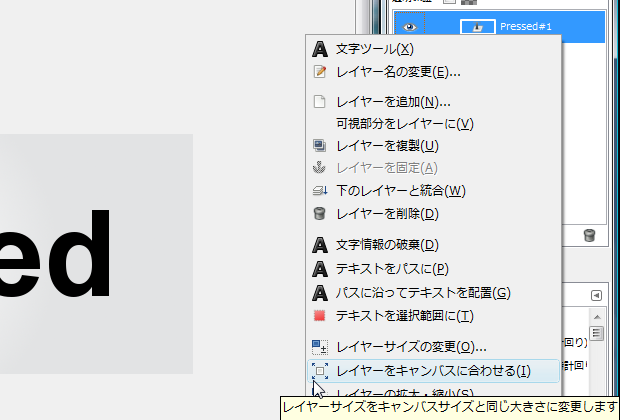 Pressed#1
文字ツール(X)
レイヤー名の変更(E)...
レイヤーを追加(N)...
可視部分をレイヤーに(V)
レイヤーを複製(U)
レイヤーを固定(A)
下のレイヤーと統合(W)
レイヤーを削除(D)
ed
文字情報の破棄(D)
テキストをパスに(P)
パスに沿ってテキストを配置(G)
テキストを選択範囲に(T)
レイヤーサイズの変更(O)...
計回り)
レイヤーをキャンバスに合わせる(I)
計回
レイヤーの拡大・縮小(S)
レイヤーサイズをキャンバスサイズと同じ大きさに変更します